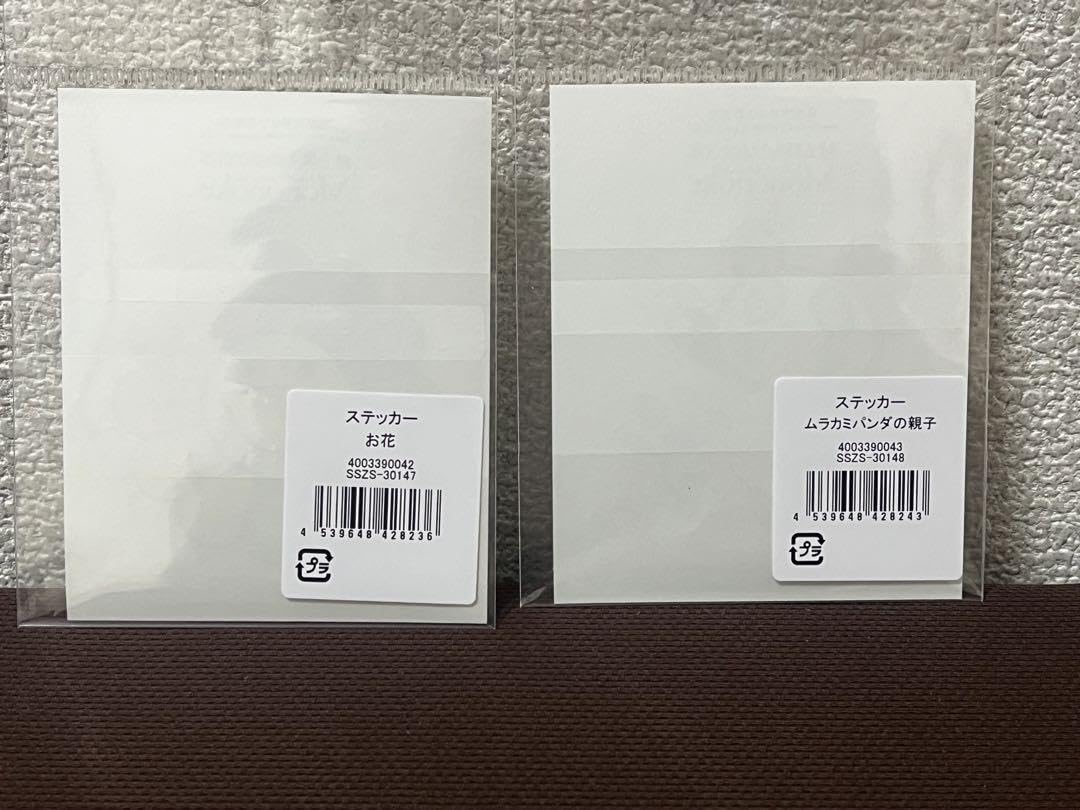 ステッカー
お花
4003390042
SSZS-30147
4 539648 428236
プラ
ステッカー
ムラカミパンダの親子
4003390043
SSZS-30148
4 539648 428243
プラ